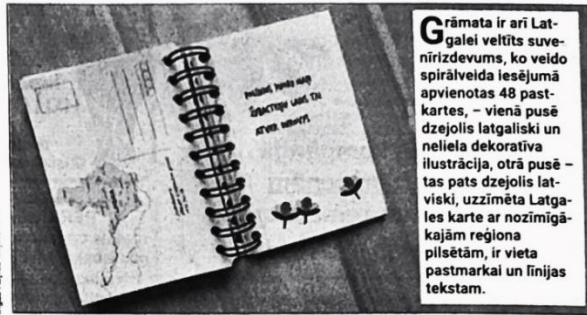 Grāmata ir arī Lat-
galei veltīts suve-
nīrizdevums, ko veido
spirālveida iesējumā
apvienotas 48 past-
kartes, – vienā pusē
dzejolis latgaliski un
neliela dekoratīva
ilustrācija, otrā pusē –
tas pats dzejolis lat-
viski, uzzīmēta Latga-
les karte ar nozīmīgā-
kajām reģiona
pilsētām, ir vieta
pastmarkai un līnijas
tekstam.